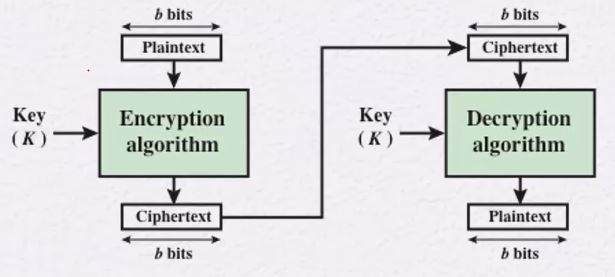 b bits
Plaintext
Key
(K)
Encryption
algorithm
Ciphertext
b bits
b bits
Ciphertext
Key
(K)
Decryption
algorithm
Plaintext
b bits